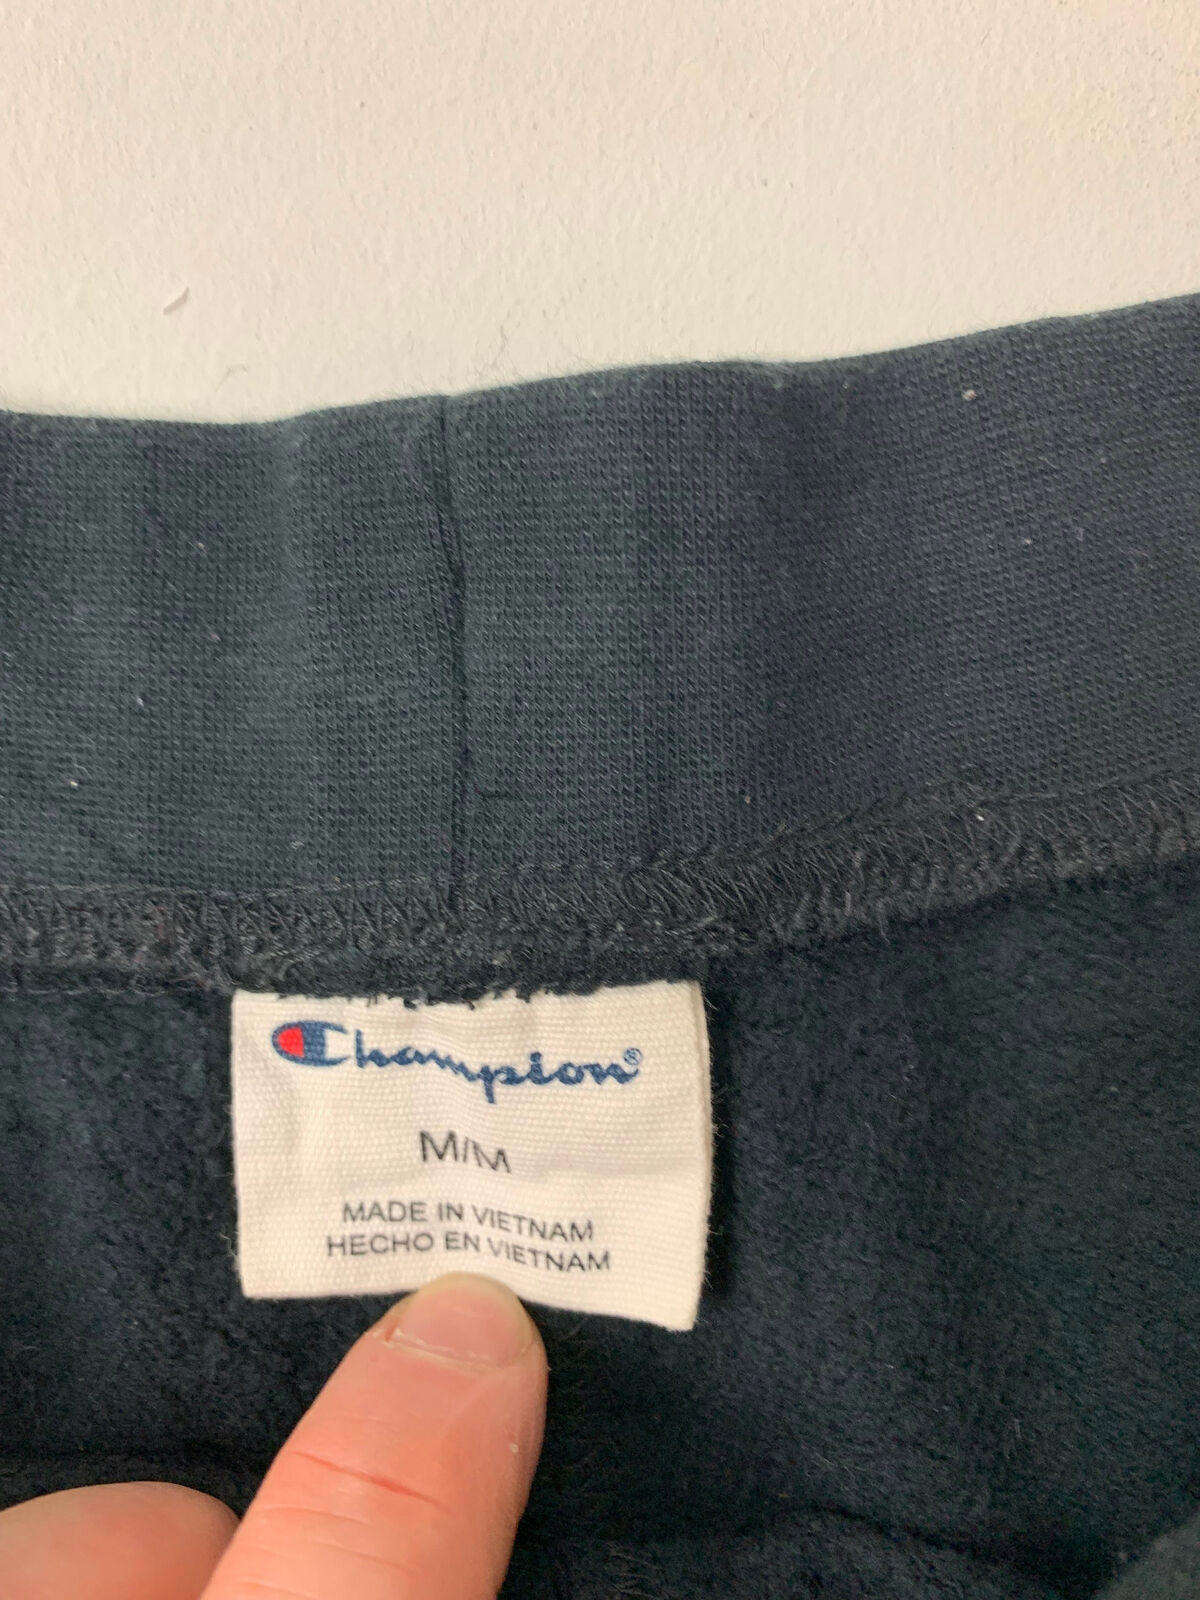 Champion®
M/M
MADE IN VIETNAM
HECHO EN VIETNAM